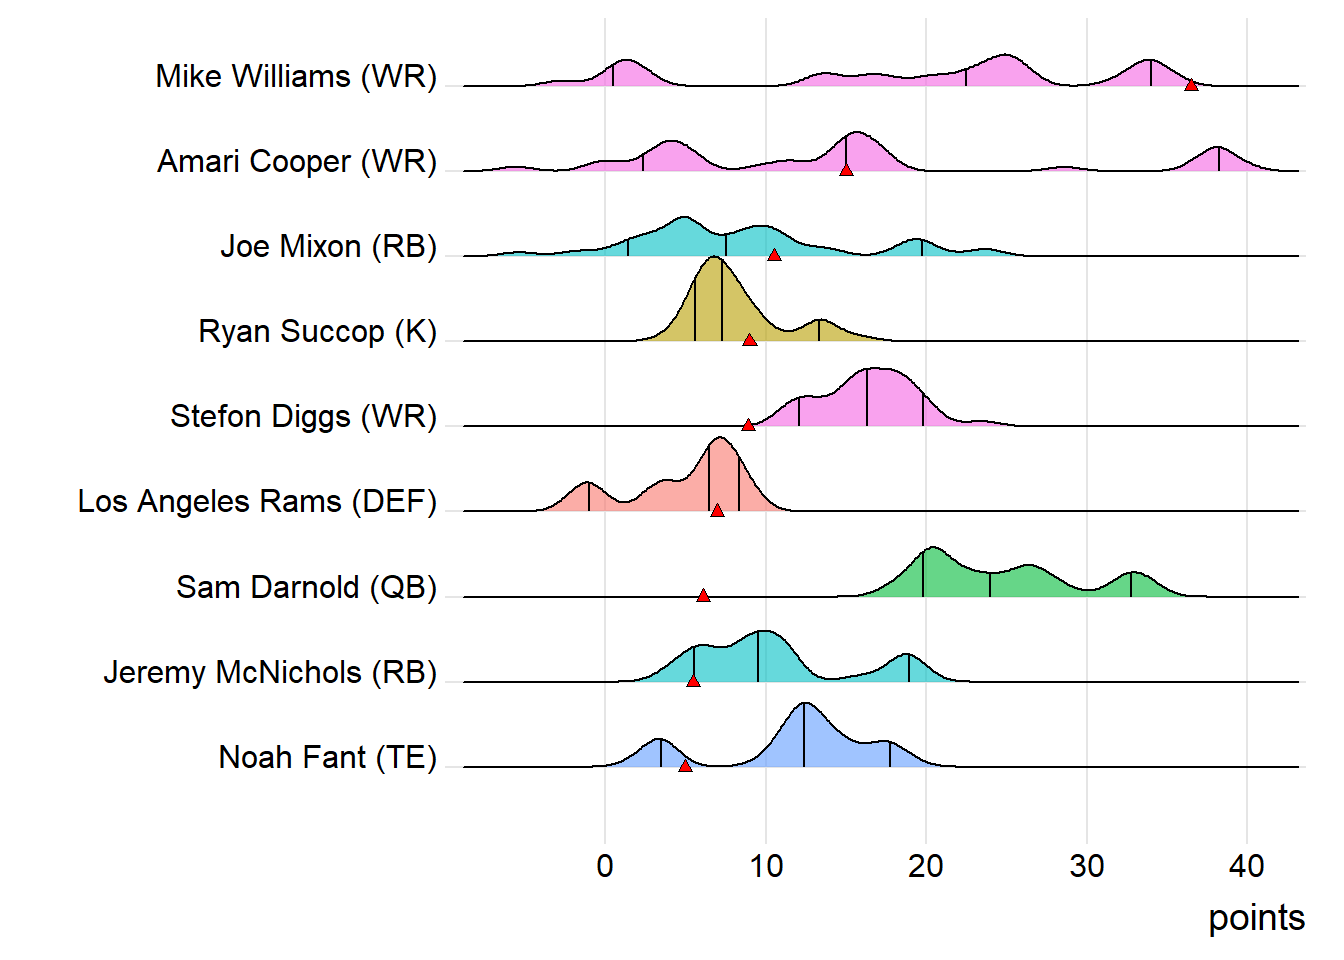 Mike Williams (WR)
Amari Cooper (WR)
Joe Mixon (RB)
Ryan Succop (K)
Stefon Diggs (WR)
Los Angeles Rams (DEF)
Sam Darnold (QB)
Jeremy McNichols (RB)
Noah Fant (TE)
0 10 20 30 40
points